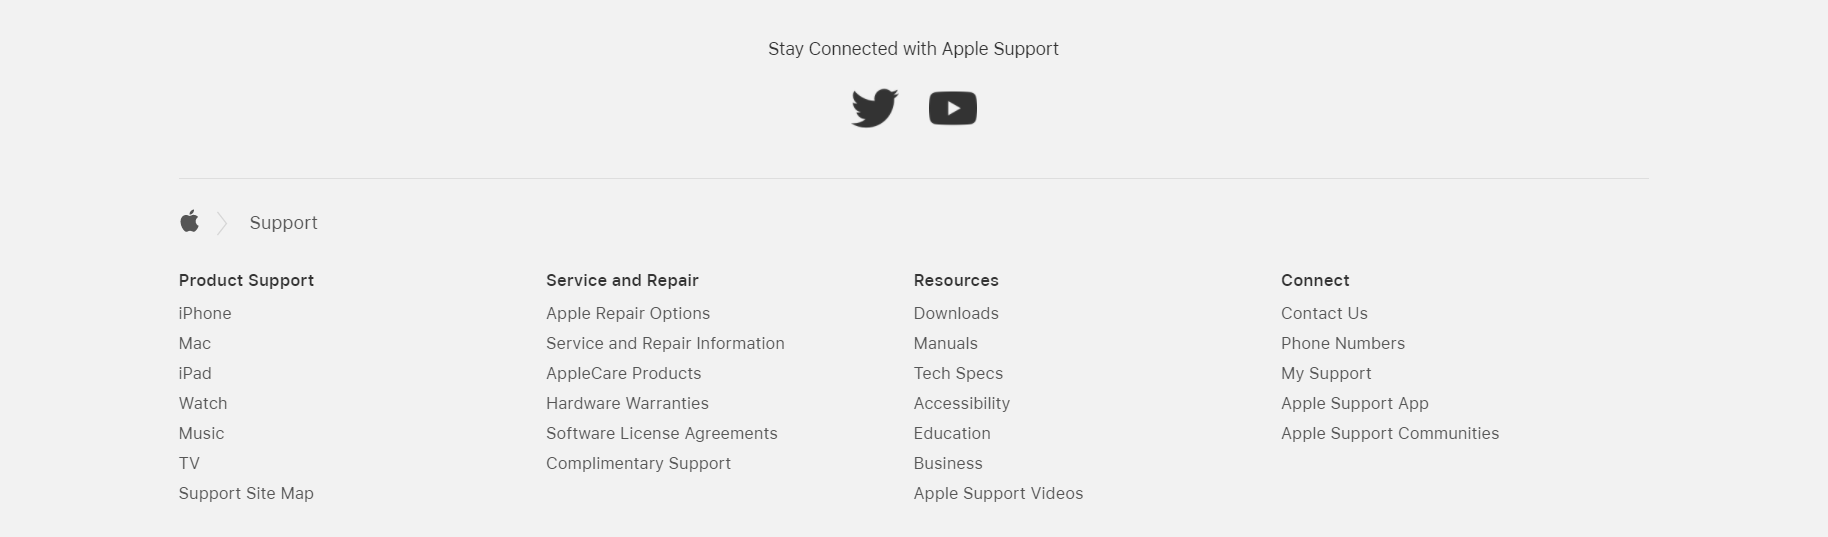 Stay Connected with Apple Support
Support
Product Support
iPhone
Mac
iPad
Watch
Music
TV
Support Site Map
Service and Repair
Apple Repair Options
Service and Repair Information
AppleCare Products
Hardware Warranties
Software License Agreements
Complimentary Support
Resources
Downloads
Manuals
Tech Specs
Accessibility
Education
Business
Apple Support Videos
Connect
Contact Us
Phone Numbers
My Support
Apple Support App
Apple Support Communities